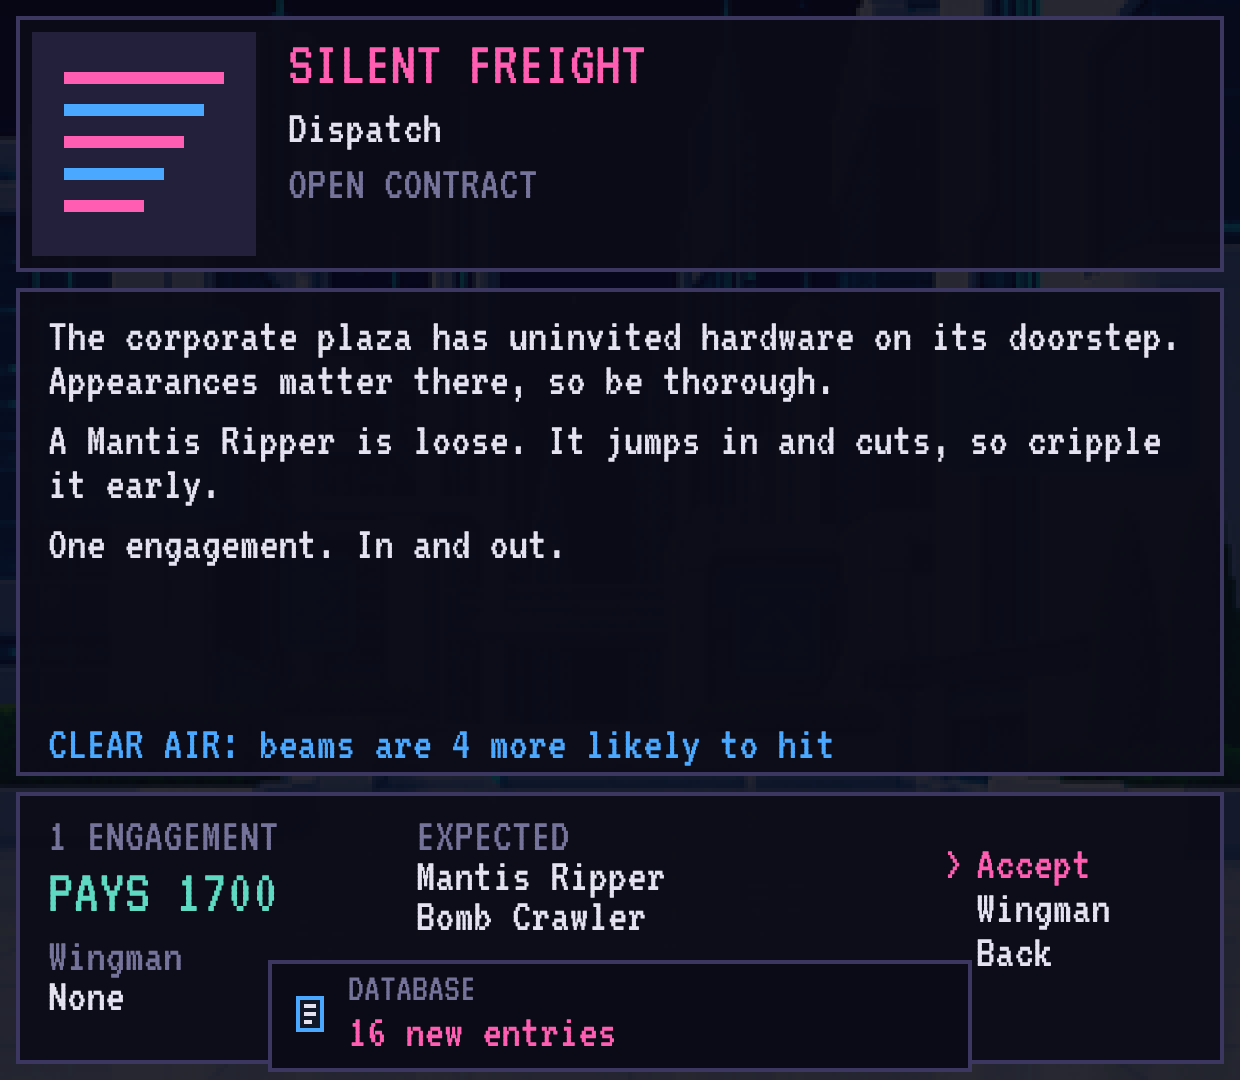 SILENT FREIGHT
Dispatch
OPEN CONTRACT
The corporate plaza has uninvited hardware on its doorstep.
Appearances matter there, so be thorough.
A Mantis Ripper is loose. It jumps in and cuts, so cripple
it early.
One engagement. In and out.
CLEAR AIR: beams are 4 more likely to hit
1 ENGAGEMENT
PAYS 1700
Wingman
None
EXPECTED
Mantis Ripper
Bomb Crawler
> Accept
Wingman
Back
DATABASE
16 new entries